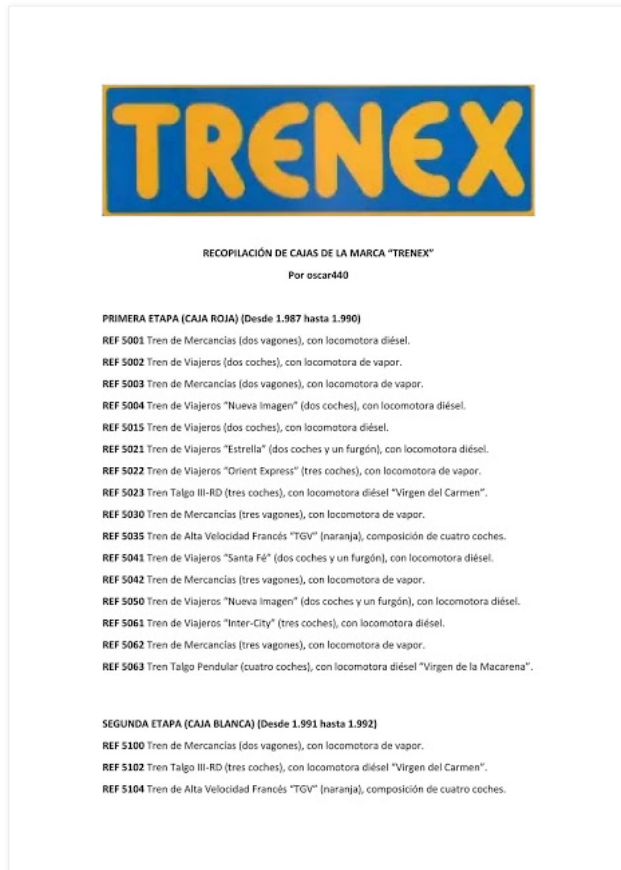 TRENEX
RECOPILACIÓN DE CAJAS DE LA MARCA “TRENEX”
Por oscar440
PRIMERA ETAPA (CAJA ROJA) (Desde 1.987 hasta 1.990)
REF 5001 Tren de Mercancías (dos vagones), con locomotora diésel.
REF 5002 Tren de Viajeros (dos coches), con locomotora de vapor.
REF 5003 Tren de Mercancías (dos vagones), con locomotora de vapor.
REF 5004 Tren de Viajeros “Nueva Imagen” (dos coches), con locomotora diésel.
REF 5015 Tren de Viajeros (dos coches), con locomotora diésel.
REF 5021 Tren de Viajeros “Estrella” (dos coches y un furgón), con locomotora diésel.
REF 5022 Tren de Viajeros “Orient Express” (tres coches), con locomotora de vapor.
REF 5023 Tren Talgo III-RD (tres coches), con locomotora diésel “Virgen del Carmen”.
REF 5030 Tren de Mercancías (tres vagones), con locomotora de vapor.
REF 5035 Tren de Alta Velocidad Francés “TGV” (naranja), composición de cuatro coches.
REF 5041 Tren de Viajeros “Santa Fé” (dos coches y un furgón), con locomotora diésel.
REF 5042 Tren de Mercancías (tres vagones), con locomotora de vapor.
REF 5050 Tren de Viajeros “Nueva Imagen” (dos coches y un furgón), con locomotora diésel.
REF 5061 Tren de Viajeros “Inter-City” (tres coches), con locomotora diésel.
REF 5062 Tren de Mercancías (tres vagones), con locomotora de vapor.
REF 5063 Tren Talgo Pendular (cuatro coches), con locomotora diésel “Virgen de la Macarena”.
SEGUNDA ETAPA (CAJA BLANCA) (Desde 1.991 hasta 1.992)
REF 5100 Tren de Mercancías (dos vagones), con locomotora de vapor.
REF 5102 Tren Talgo III-RD (tres coches), con locomotora diésel “Virgen del Carmen”.
REF 5104 Tren de Alta Velocidad Francés “TGV” (naranja), composición de cuatro coches.